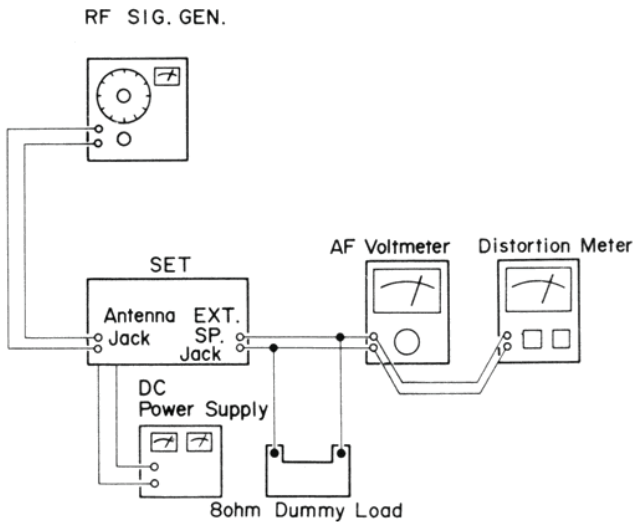 RF SIG. GEN.
AF Voltmeter
Distortion Meter
SET
Antenna
Jack
EXT.
SP.
Jack
DC
Power Supply
8ohm Dummy Load